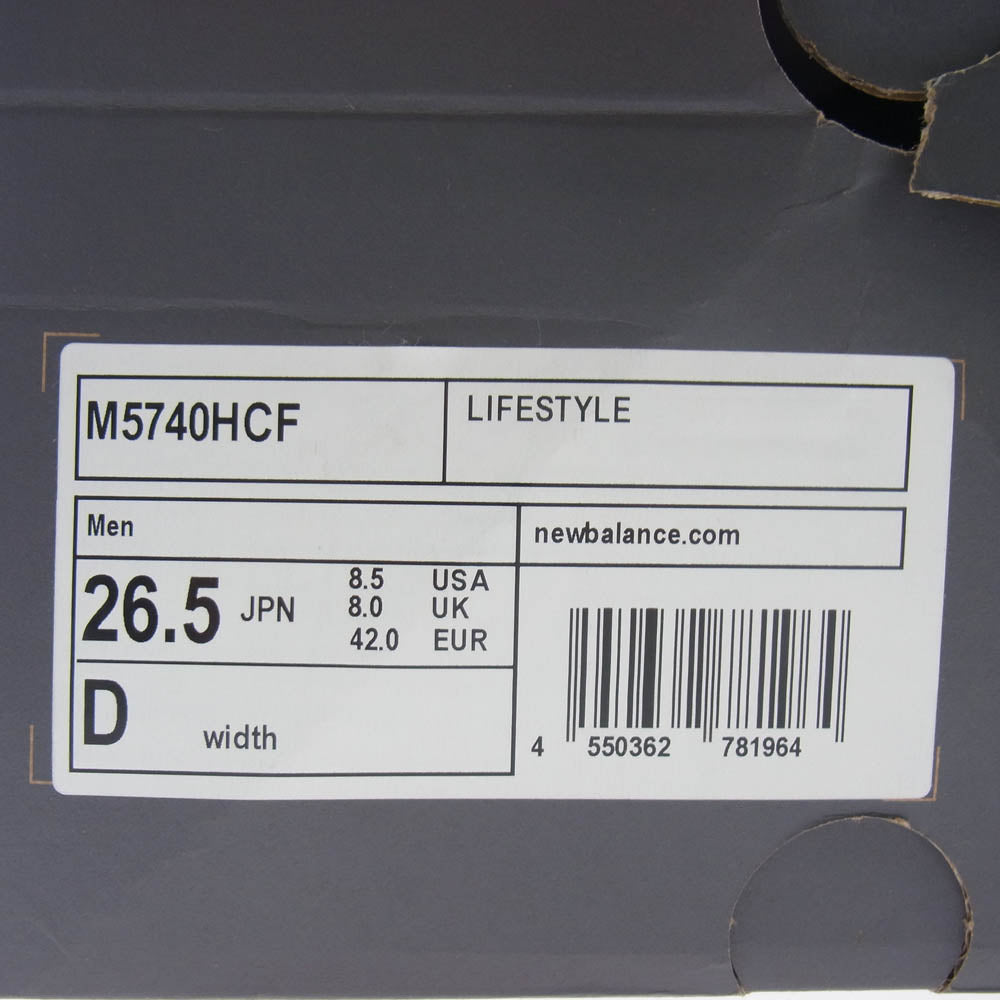 M5740HCF
LIFESTYLE
Men
newbalance.com
26.5 JPN
8.5 USA
8.0 UK
42.0 EUR
D width
4 550362 781964